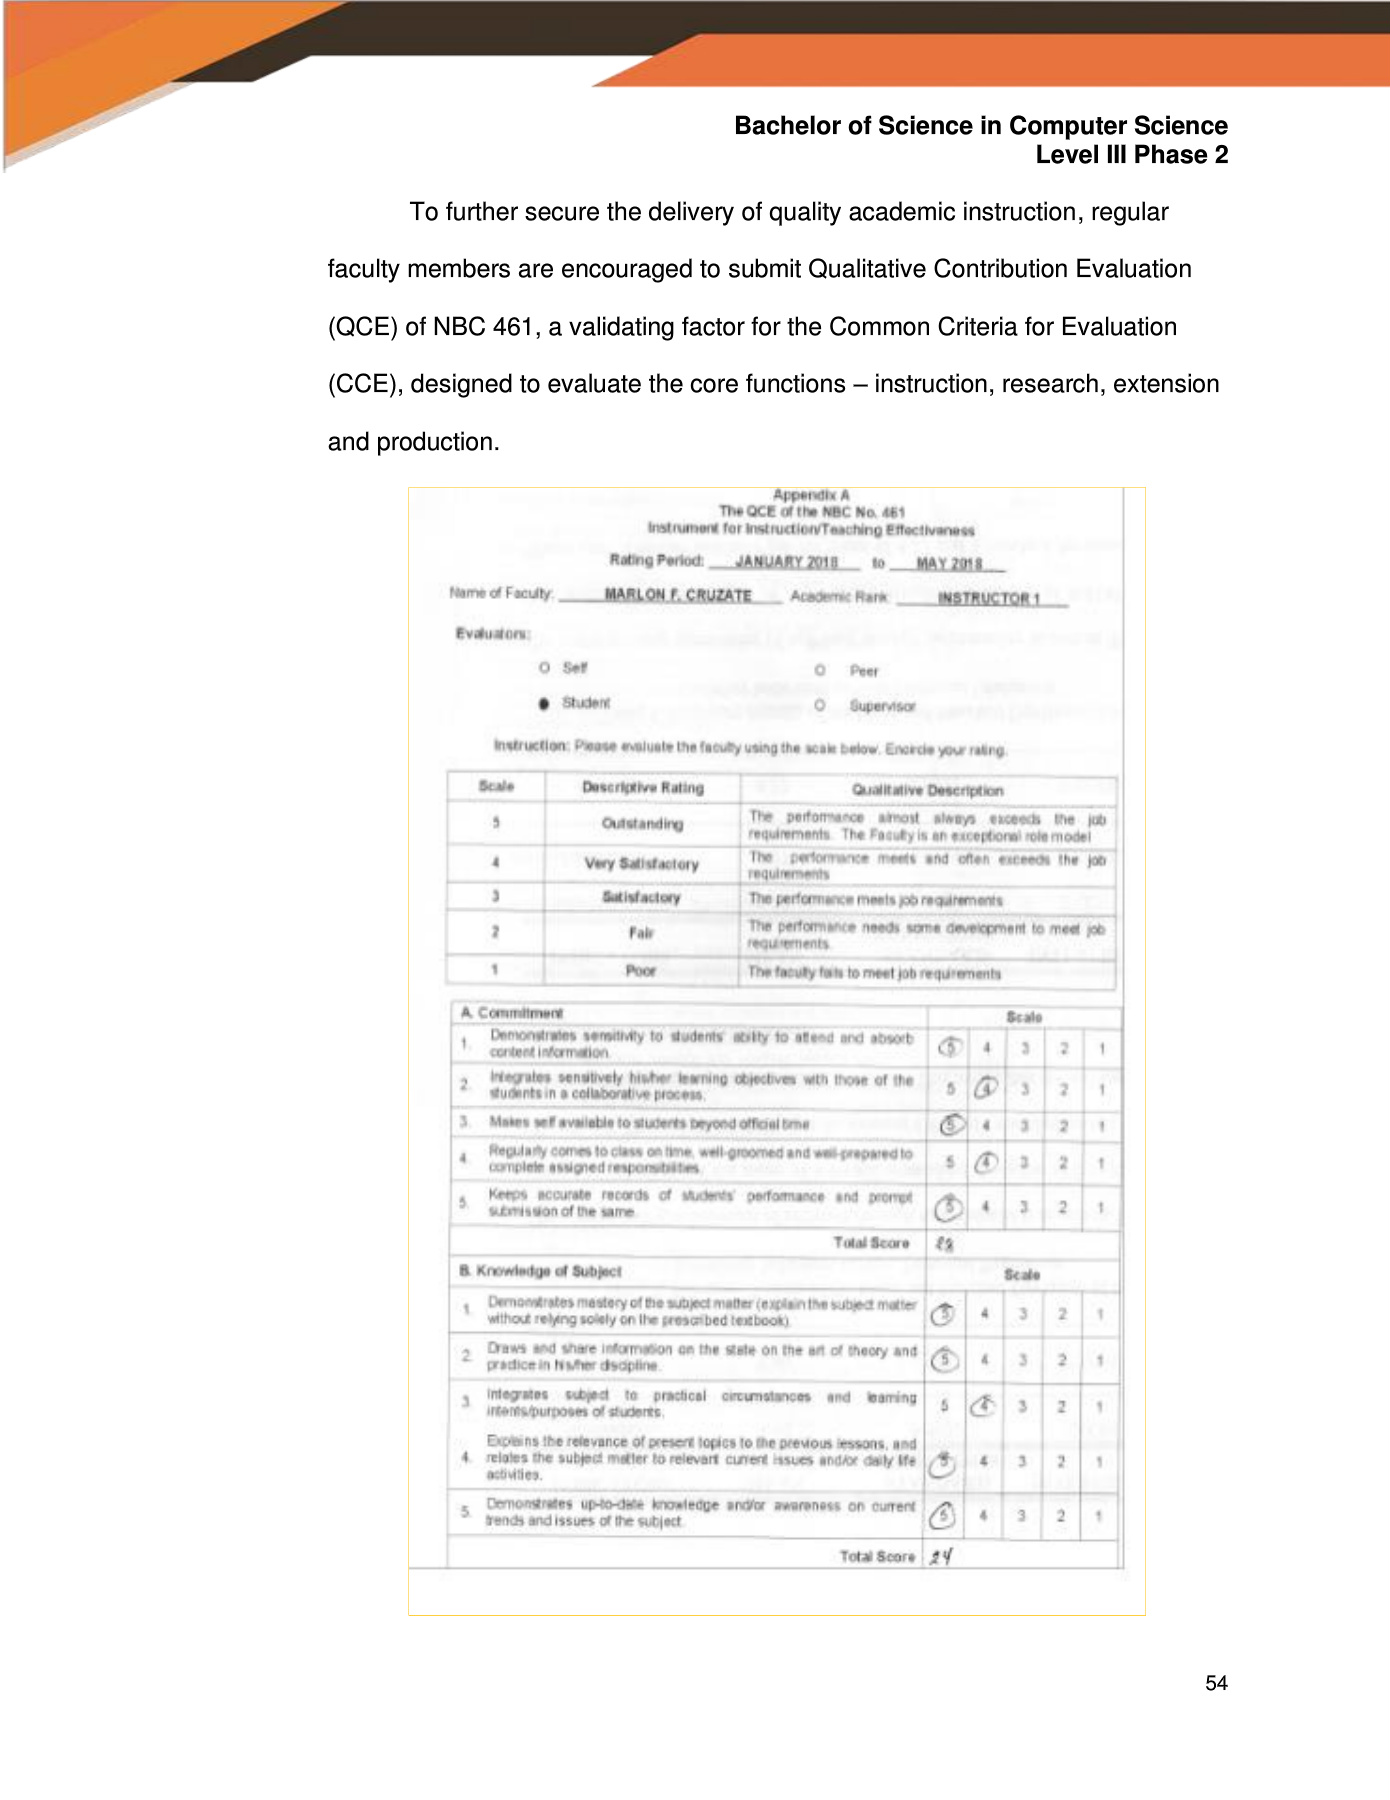 Bachelor of Science in Computer Science
Level III Phase 2
To further secure the delivery of quality academic instruction, regular
faculty members are encouraged to submit Qualitative Contribution Evaluation
(QCE) of NBC 461, a validating factor for the Common Criteria for Evaluation
(CCE), designed to evaluate the core functions – instruction, research, extension
and production.
Appendix A
The QCE of the NBC No. 461
Instrument for Instruction/Teaching Effectiveness
Rating Period: JANUARY 2018 to MAY 2018
Name of Faculty: MARLON F. CRUZATE Academic Rank: INSTRUCTOR 1
Evaluators:
Self Peer
Student Supervisor
Instruction: Please evaluate the faculty using the scale below. Encircle your rating.
Scale Descriptive Rating Qualitative Description
5 Outstanding The performance almost always exceeds the job
requirements. The Faculty is an exceptional role model
4 Very Satisfactory The performance meets and often exceeds the job
requirements
3 Satisfactory The performance meets job requirements
2 Fair The performance needs some development to meet job
requirements.
1 Poor The faculty fails to meet job requirements
A. Commitment Scale
1. Demonstrates sensitivity to students' ability to attend and absorb
content information. 5 4 3 2 1
2. Integrates sensitively his/her learning objectives with those of the
students in a collaborative process. 5 4 3 2 1
3. Makes self available to students beyond official time 5 4 3 2 1
4. Regularly comes to class on time, well-groomed and well-prepared to
complete assigned responsibilities. 5 4 3 2 1
5. Keeps accurate records of students' performance and prompt
submission of the same. 5 4 3 2 1
Total Score
B. Knowledge of Subject Scale
1. Demonstrates mastery of the subject matter (explain the subject matter
without relying solely on the prescribed textbook). 5 4 3 2 1
2. Draws and share information on the state on the art of theory and
practice in his/her discipline. 5 4 3 2 1
3. Integrates subject to practical circumstances and learning
intents/purposes of students. 5 4 3 2 1
4. Explains the relevance of present topics to the previous lessons, and
relates the subject matter to relevant current issues and/or daily life
activities. 5 4 3 2 1
5. Demonstrates up-to-date knowledge and/or awareness on current
trends and issues of the subject. 5 4 3 2 1
Total Score 24
54